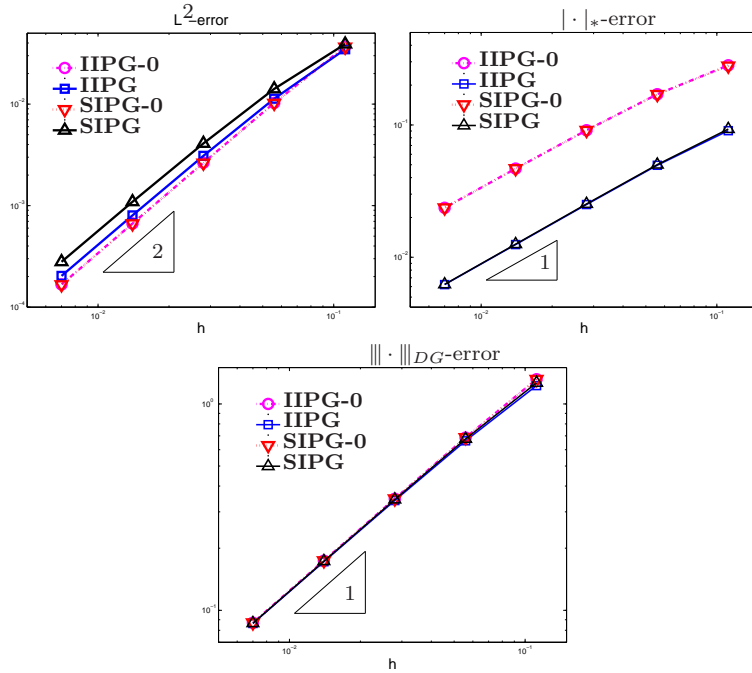 L²-error
IIPG-0
IIPG
SIPG-0
SIPG
10⁻²
10⁻³
10⁻⁴
2
10⁻²
10⁻¹
h
| · |*-error
IIPG-0
IIPG
SIPG-0
SIPG
10⁻¹
10⁻²
1
10⁻²
10⁻¹
h
||| · |||DG-error
IIPG-0
IIPG
SIPG-0
SIPG
10⁰
10⁻¹
1
10⁻²
10⁻¹
h